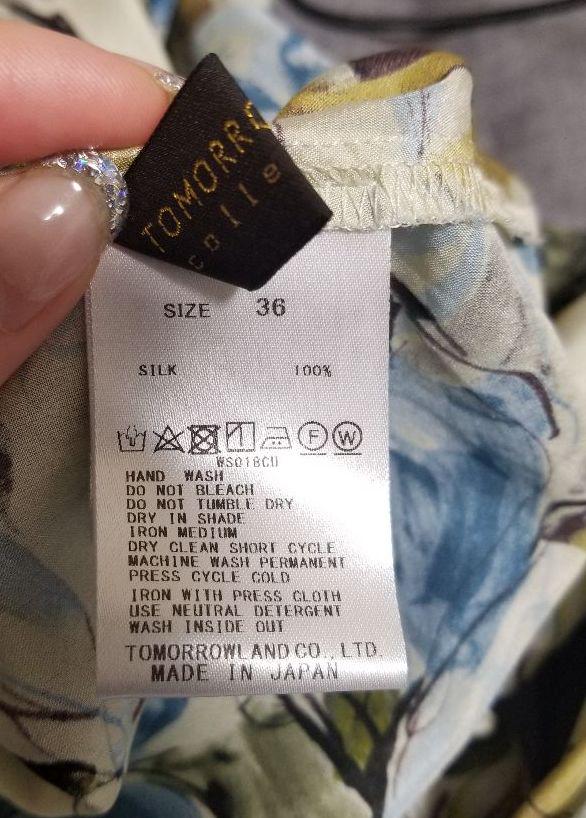 TOMORR
colle
SIZE 36
SILK 100%
F W
WS018CU
HAND WASH
DO NOT BLEACH
DO NOT TUMBLE DRY
DRY IN SHADE
IRON MEDIUM
DRY CLEAN SHORT CYCLE
MACHINE WASH PERMANENT
PRESS CYCLE COLD
IRON WITH PRESS CLOTH
USE NEUTRAL DETERGENT
WASH INSIDE OUT
TOMORROWLAND CO., LTD.
MADE IN JAPAN